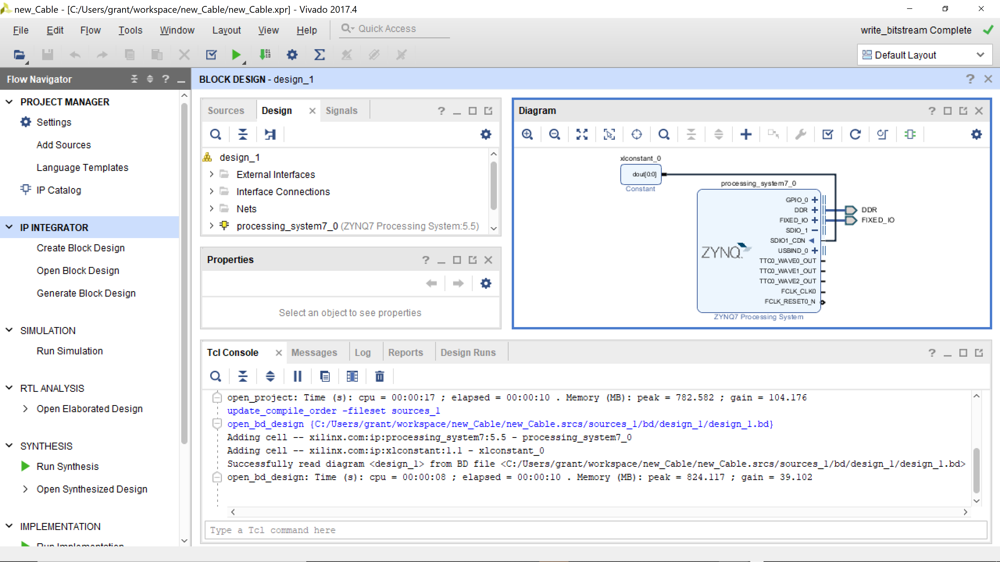 new_Cable - [C:/Users/grant/workspace/new_Cable/new_Cable.xpr] - Vivado 2017.4
File Edit Flow Tools Window Layout View Help Quick Access
write_bitstream Complete
Default Layout
Flow Navigator
PROJECT MANAGER
Settings
Add Sources
Language Templates
IP Catalog
IP INTEGRATOR
Create Block Design
Open Block Design
Generate Block Design
SIMULATION
Run Simulation
RTL ANALYSIS
Open Elaborated Design
SYNTHESIS
Run Synthesis
Open Synthesized Design
IMPLEMENTATION
Run Implementation
BLOCK DESIGN - design_1
Sources Design Signals
design_1
External Interfaces
Interface Connections
Nets
processing_system7_0 (ZYNQ7 Processing System:5.5)
Properties
Select an object to see properties
Diagram
xlconstant_0
dout[0:0]
Constant
processing_system7_0
GPIO_0
DDR
FIXED_IO
SDIO_1
SDIO1_CDN
USBIND_0
TTC0_WAVE0_OUT
TTC0_WAVE1_OUT
TTC0_WAVE2_OUT
FCLK_CLK0
FCLK_RESET0_N
ZYNQ
ZYNQ7 Processing System
DDR
FIXED_IO
Tcl Console Messages Log Reports Design Runs
open_project: Time (s): cpu = 00:00:17 ; elapsed = 00:00:10 . Memory (MB): peak = 782.582 ; gain = 104.176
update_compile_order -fileset sources_1
open_bd_design {C:/Users/grant/workspace/new_Cable/new_Cable.srcs/sources_1/bd/design_1/design_1.bd}
Adding cell -- xilinx.com:ip:processing_system7:5.5 - processing_system7_0
Adding cell -- xilinx.com:ip:xlconstant:1.1 - xlconstant_0
Successfully read diagram <design_1> from BD file <C:/Users/grant/workspace/new_Cable/new_Cable.srcs/sources_1/bd/design_1/design_1.bd>
open_bd_design: Time (s): cpu = 00:00:08 ; elapsed = 00:00:10 . Memory (MB): peak = 824.117 ; gain = 39.102
Type a Tcl command here